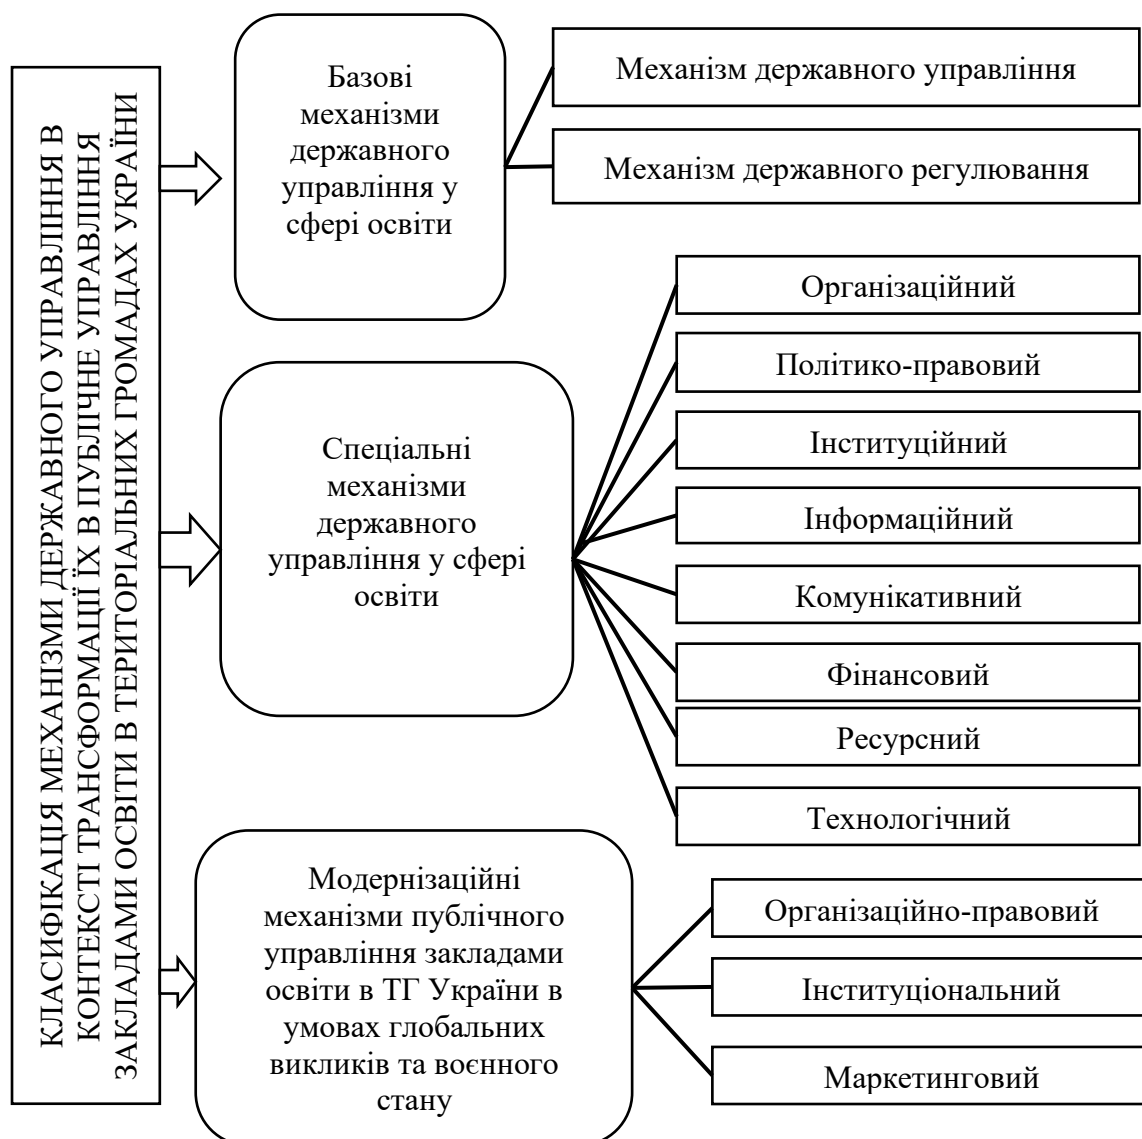 КЛАСИФІКАЦІЯ МЕХАНІЗМИ ДЕРЖАВНОГО УПРАВЛІННЯ В
КОНТЕКСТІ ТРАНСФОРМАЦІЇ ЇХ В ПУБЛІЧНЕ УПРАВЛІННЯ
ЗАКЛАДАМИ ОСВІТИ В ТЕРИТОРІАЛЬНИХ ГРОМАДАХ УКРАЇНИ
Базові
механізми
державного
управління у
сфері освіти
Механізм державного управління
Механізм державного регулювання
Спеціальні
механізми
державного
управління у сфері
освіти
Організаційний
Політико-правовий
Інституційний
Інформаційний
Комунікативний
Фінансовий
Ресурсний
Технологічний
Модернізаційні
механізми публічного
управління закладами
освіти в ТГ України в
умовах глобальних
викликів та воєнного
стану
Організаційно-правовий
Інституціональний
Маркетинговий